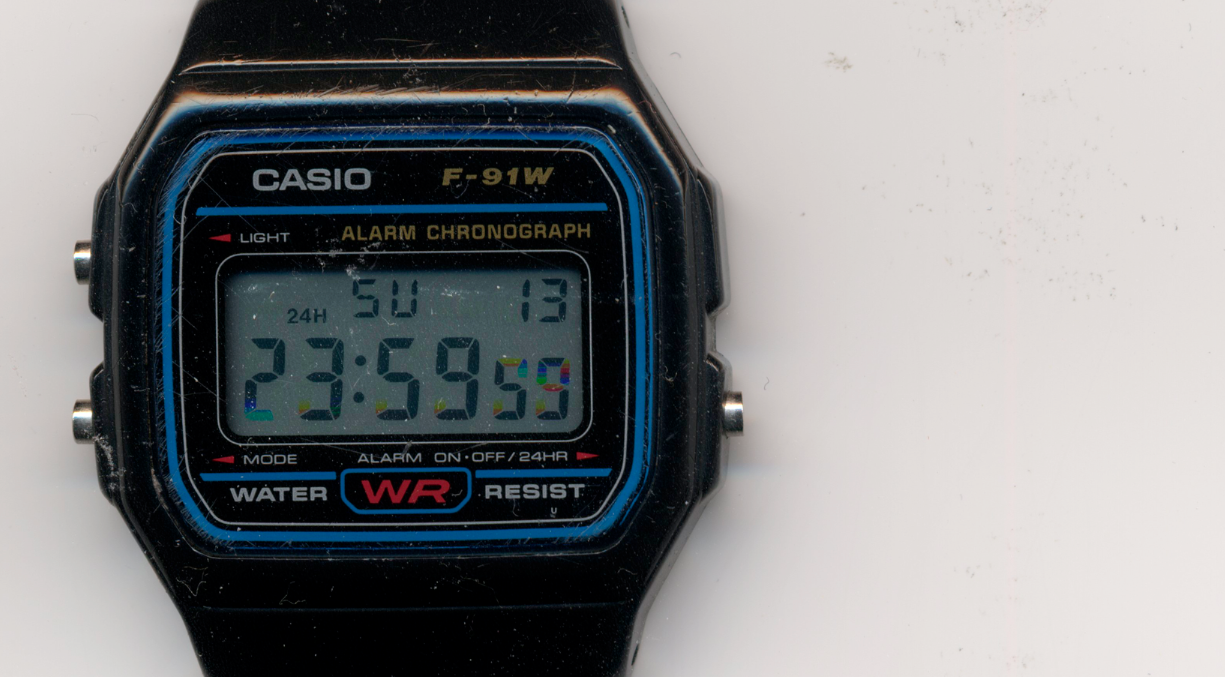 CASIO F-91W
LIGHT ALARM CHRONOGRAPH
SU 13
24H
23:59 59
MODE ALARM ON·OFF/24HR
WATER WR RESIST
U